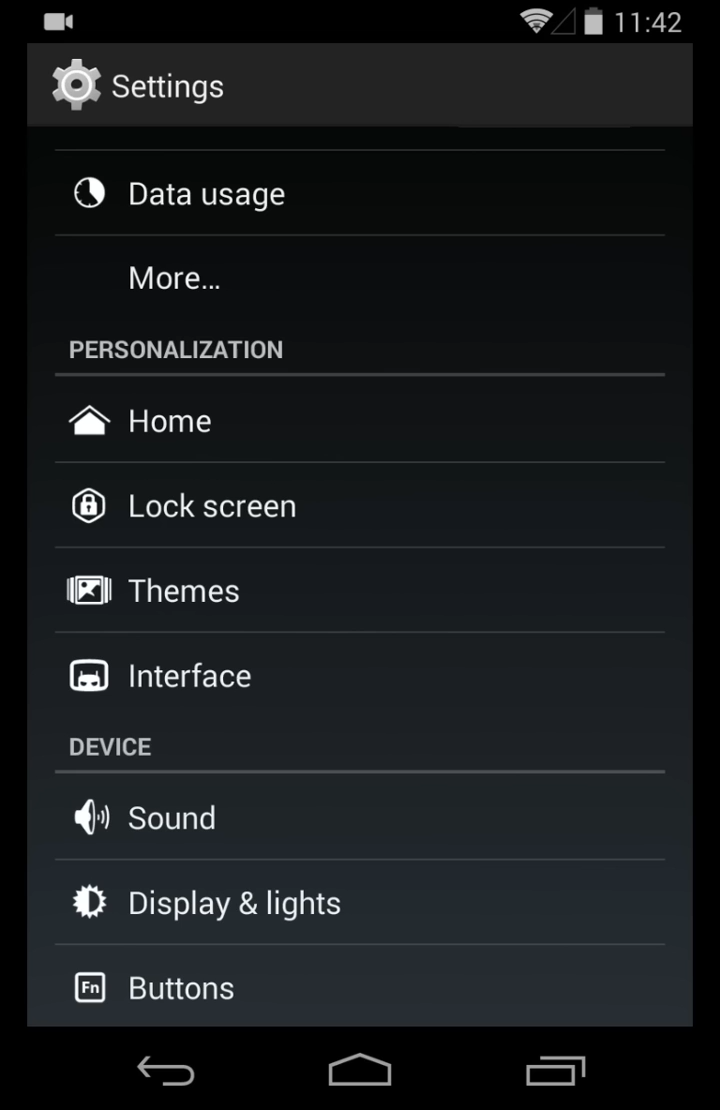 11:42
Settings
Data usage
More...
PERSONALIZATION
Home
Lock screen
Themes
Interface
DEVICE
Sound
Display & lights
Fn Buttons